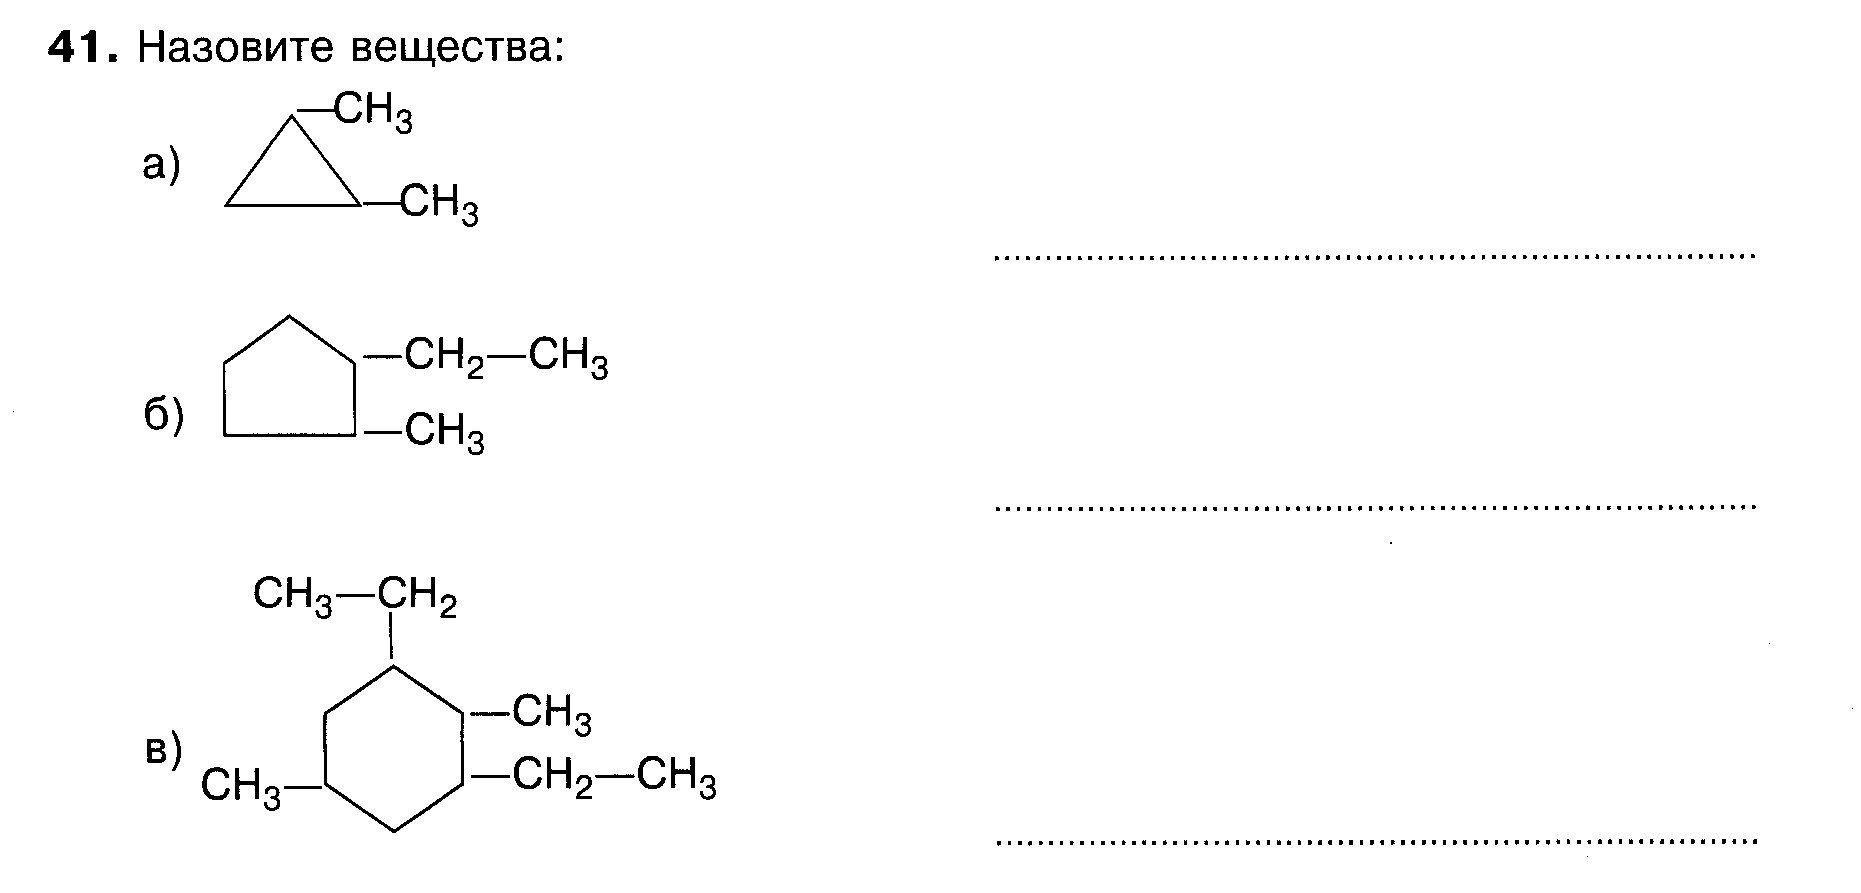 41. Назовите вещества:
—CH₃
а)
—CH₃
—CH₂—CH₃
б)
—CH₃
CH₃—CH₂
—CH₃
в)
CH₃—
—CH₂—CH₃